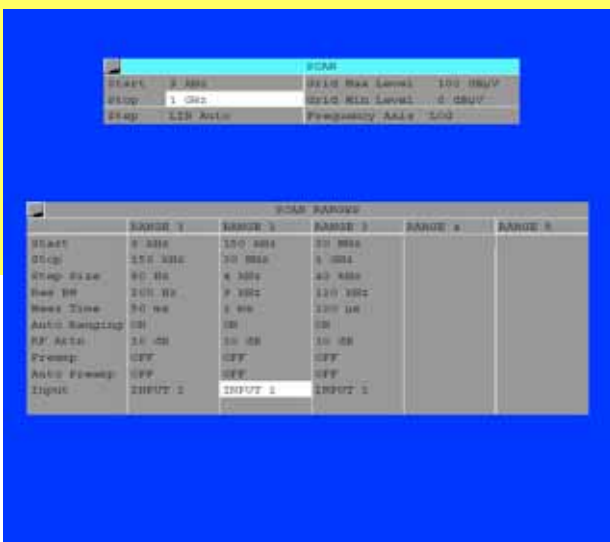 SCAN
Start 9 kHz Grid Max Level 100 dBµV
Stop 1 GHz Grid Min Level 0 dBµV
Step LIN Auto Frequency Axis LOG
SCAN RANGES
RANGE 1 RANGE 2 RANGE 3 RANGE 4 RANGE 5
Start 9 kHz 150 kHz 30 MHz
Stop 150 kHz 30 MHz 1 GHz
Step Size 80 Hz 4 kHz 40 kHz
Res BW 200 Hz 9 kHz 120 kHz
Meas Time 50 ms 1 ms 100 µs
Auto Ranging ON ON ON
RF Attn 10 dB 10 dB 10 dB
Preamp OFF OFF OFF
Auto Preamp OFF OFF OFF
Input INPUT 1 INPUT 1 INPUT 1